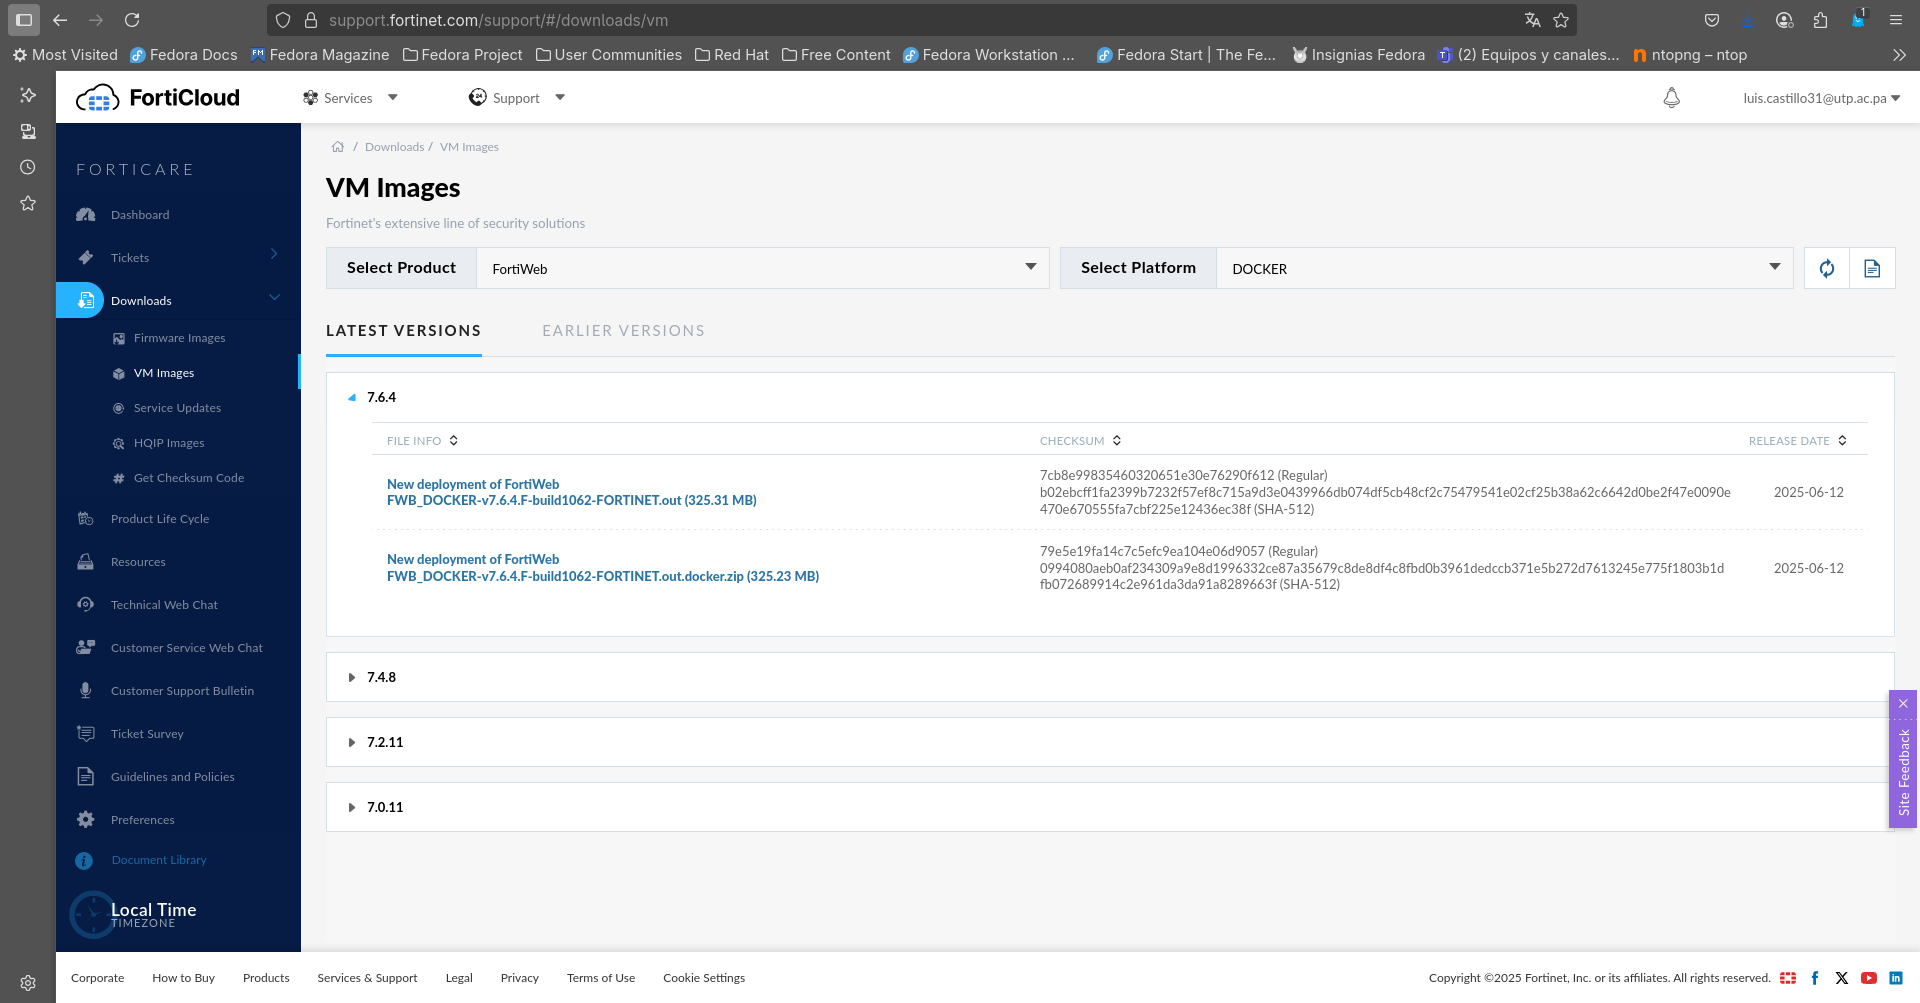 support.fortinet.com/support/#/downloads/vm
1
Most Visited Fedora Docs Fedora Magazine Fedora Project User Communities Red Hat Free Content Fedora Workstation ... Fedora Start | The Fe... Insignias Fedora (2) Equipos y canales... ntopng – ntop
FortiCloud Services Support luis.castillo31@utp.ac.pa
FORTICARE
Dashboard
Tickets
Downloads
Firmware Images
VM Images
Service Updates
HQIP Images
Get Checksum Code
Product Life Cycle
Resources
Technical Web Chat
Customer Service Web Chat
Customer Support Bulletin
Ticket Survey
Guidelines and Policies
Preferences
Document Library
Local Time
TIMEZONE
/ Downloads / VM Images
VM Images
Fortinet's extensive line of security solutions
Select Product FortiWeb Select Platform DOCKER
LATEST VERSIONS EARLIER VERSIONS
7.6.4
FILE INFO CHECKSUM RELEASE DATE
New deployment of FortiWeb
FWB_DOCKER-v7.6.4.F-build1062-FORTINET.out (325.31 MB)
7cb8e99835460320651e30e76290f612 (Regular)
b02ebcff1fa2399b7232f57ef8c715a9d3e0439966db074df5cb48cf2c75479541e02cf25b38a62c6642d0be2f47e0090e
470e670555fa7cbf225e12436ec38f (SHA-512)
2025-06-12
New deployment of FortiWeb
FWB_DOCKER-v7.6.4.F-build1062-FORTINET.out.docker.zip (325.23 MB)
79e5e19fa14c7c5efc9ea104e06d9057 (Regular)
0994080aeb0af234309a9e8d1996332ce87a35679c8de8df4c8fbd0b3961dedccb371e5b272d7613245e775f1803b1d
fb072689914c2e961da3da91a8289663f (SHA-512)
2025-06-12
7.4.8
7.2.11
7.0.11
Site Feedback
Corporate How to Buy Products Services & Support Legal Privacy Terms of Use Cookie Settings
Copyright ©2025 Fortinet, Inc. or its affiliates. All rights reserved.